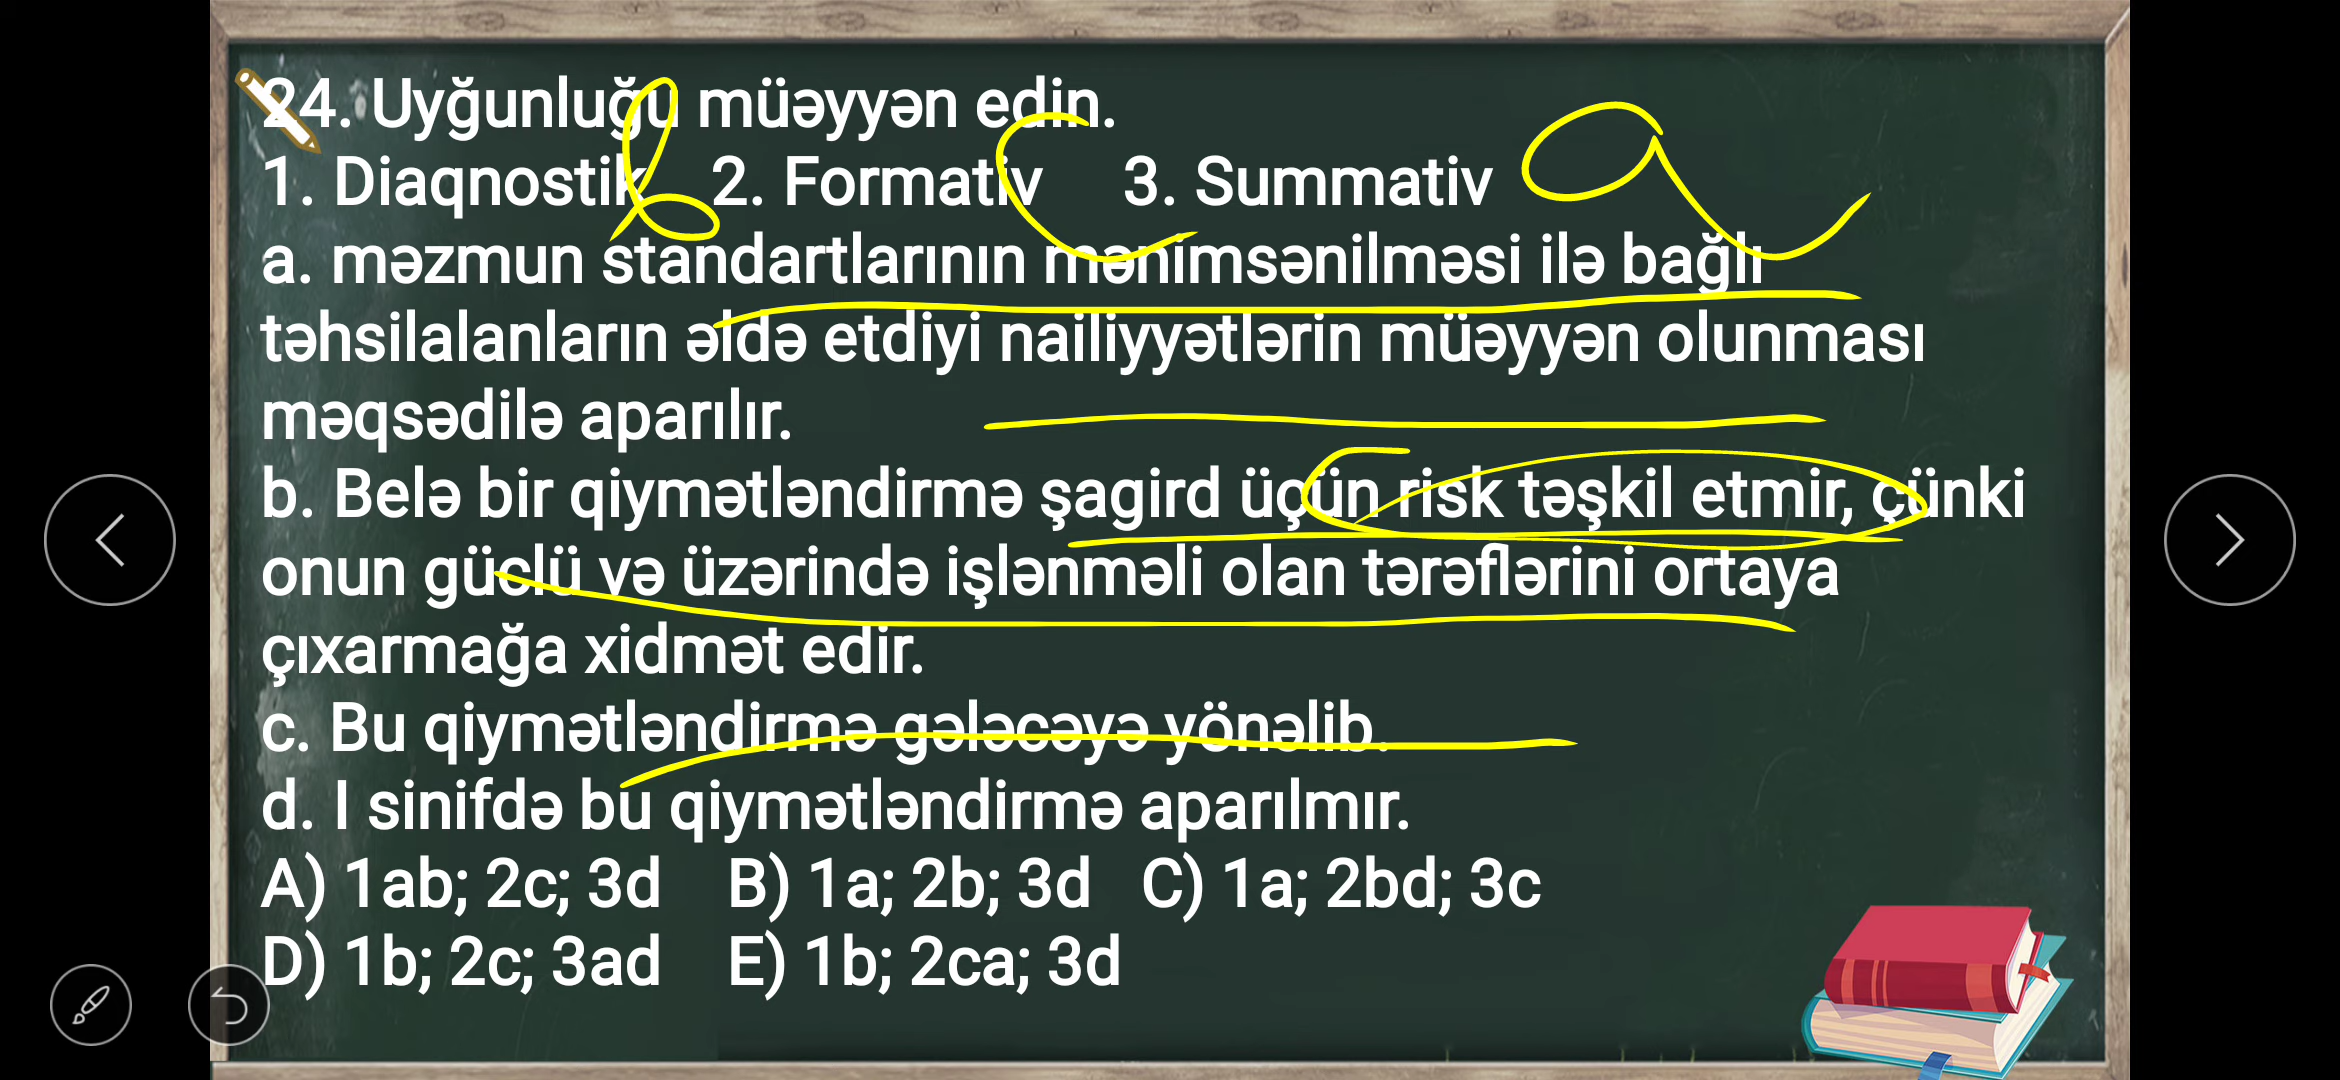 24. Uyğunluğu müəyyən edin.
1. Diaqnostik 2. Formativ 3. Summativ
b c a
a. məzmun standartlarının mənimsənilməsi ilə bağlı
təhsilalanların əldə etdiyi nailiyyətlərin müəyyən olunması
məqsədilə aparılır.
b. Belə bir qiymətləndirmə şagird üçün risk təşkil etmir, çünki
onun güclü və üzərində işlənməli olan tərəflərini ortaya
çıxarmağa xidmət edir.
c. Bu qiymətləndirmə gələcəyə yönəlib.
d. I sinifdə bu qiymətləndirmə aparılmır.
A) 1ab; 2c; 3d B) 1a; 2b; 3d C) 1a; 2bd; 3c
D) 1b; 2c; 3ad E) 1b; 2ca; 3d